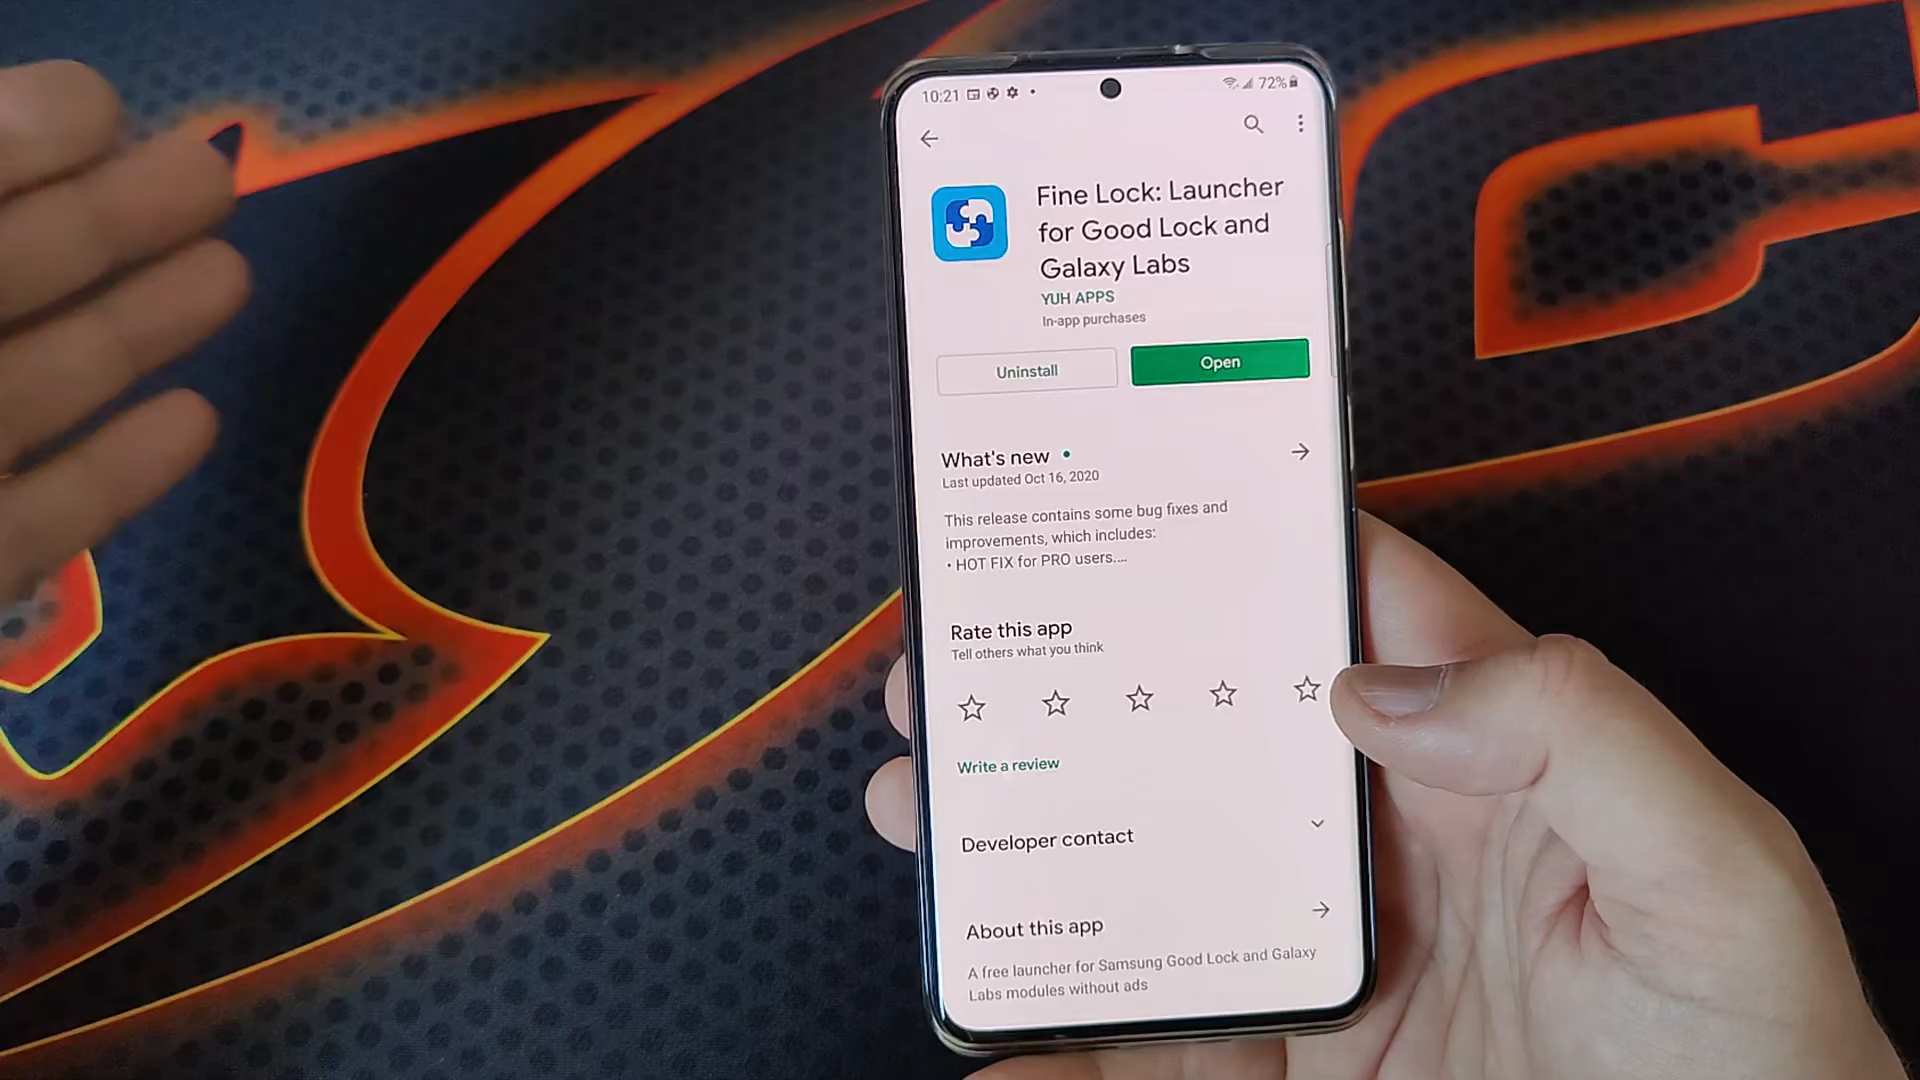 10:21
72%
Fine Lock: Launcher
for Good Lock and
Galaxy Labs
YUH APPS
In-app purchases
Uninstall
Open
What's new
Last updated Oct 16, 2020
This release contains some bug fixes and
improvements, which includes:
• HOT FIX for PRO users....
Rate this app
Tell others what you think
Write a review
Developer contact
About this app
A free launcher for Samsung Good Lock and Galaxy
Labs modules without ads